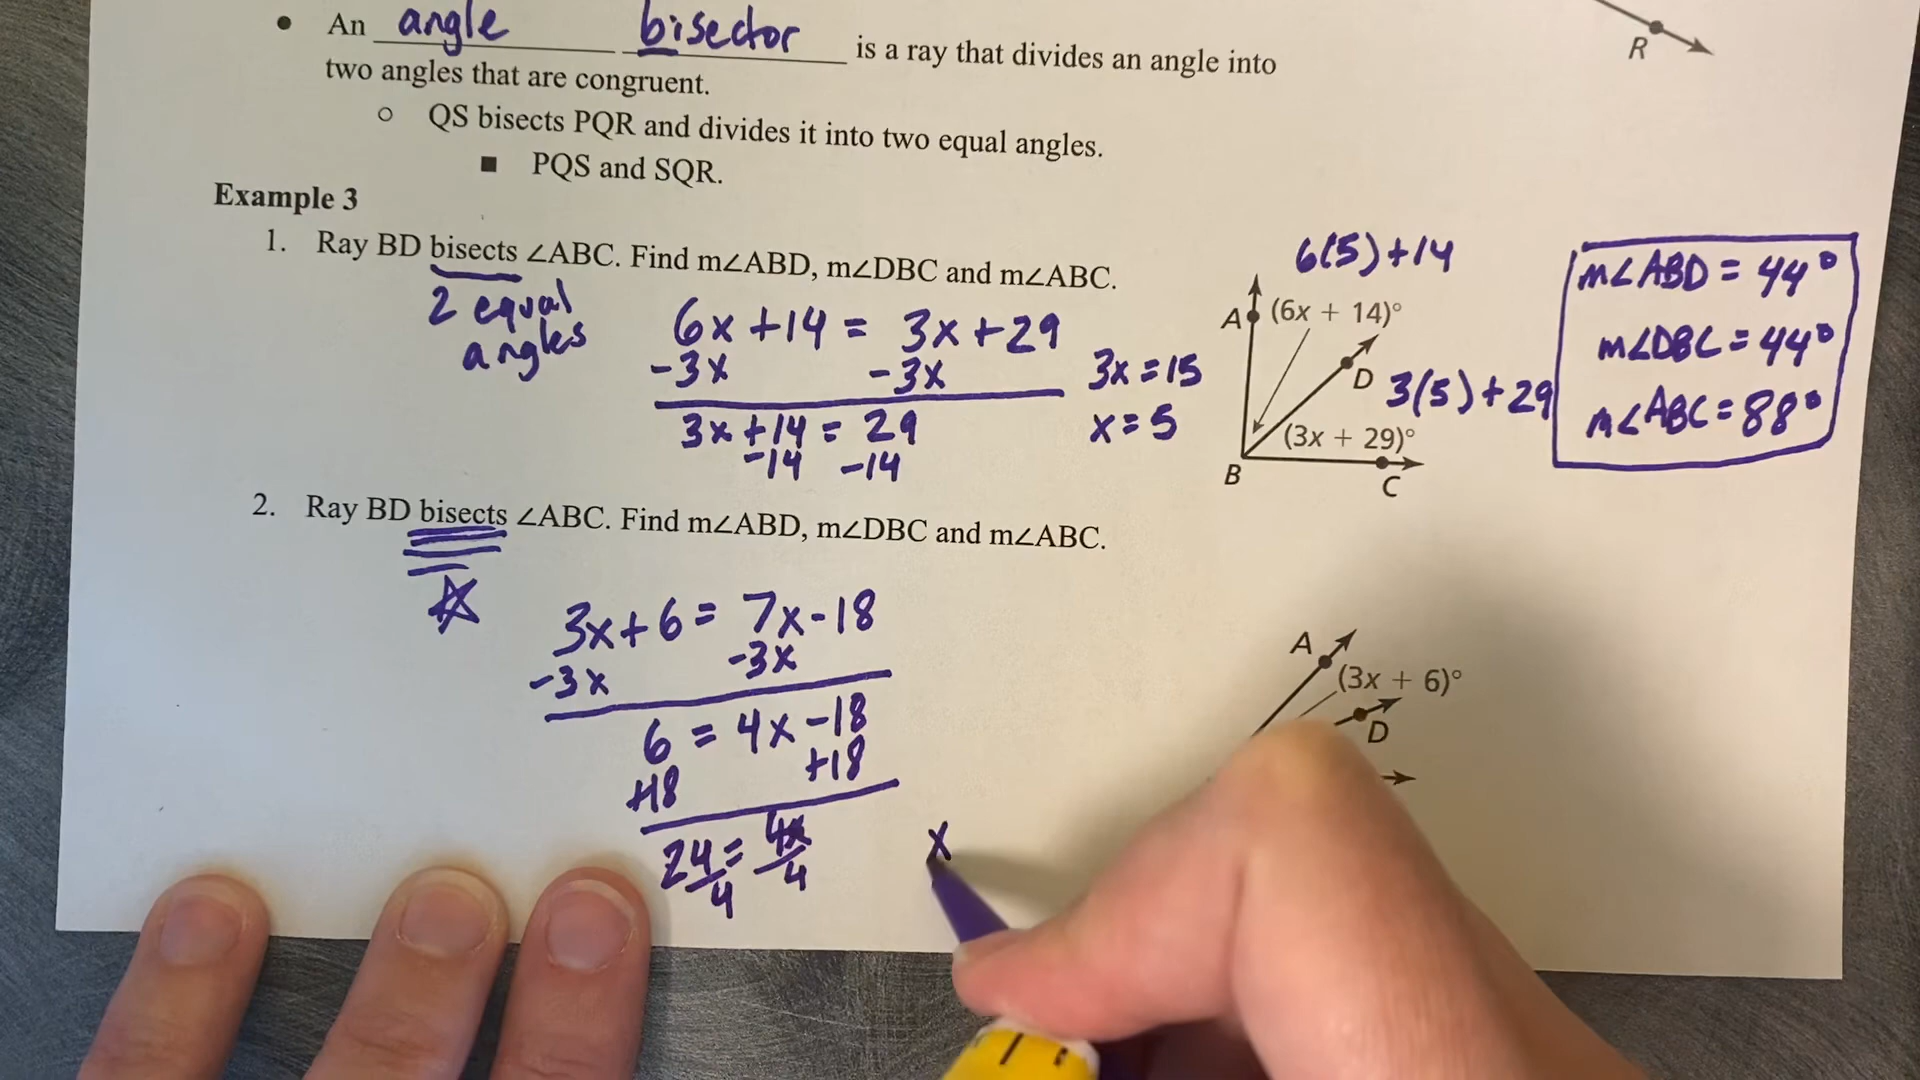 An angle bisector is a ray that divides an angle into
two angles that are congruent.
QS bisects PQR and divides it into two equal angles.
PQS and SQR.
R
Example 3
1. Ray BD bisects ∠ABC. Find m∠ABD, m∠DBC and m∠ABC.
2 equal
angles
6x + 14 = 3x + 29
-3x -3x
3x + 14 = 29
-14 -14
3x = 15
x = 5
6(5) + 14
A (6x + 14)°
D 3(5) + 29
(3x + 29)°
B C
m∠ABD = 44°
m∠DBC = 44°
m∠ABC = 88°
2. Ray BD bisects ∠ABC. Find m∠ABD, m∠DBC and m∠ABC.
3x + 6 = 7x - 18
-3x -3x
6 = 4x - 18
+18 +18
24 = 4x
4 4
x
A
(3x + 6)°
D